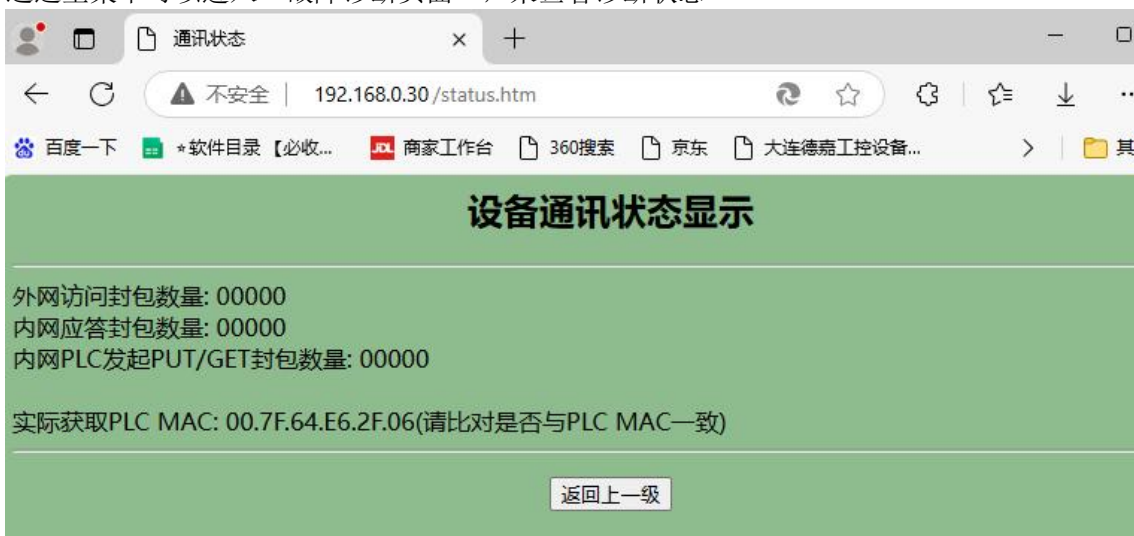 通讯状态
不安全 192.168.0.30/status.htm
百度一下 *软件目录【必收... JDL 商家工作台 360搜索 京东 大连德嘉工控设备... 其
设备通讯状态显示
外网访问封包数量: 00000
内网应答封包数量: 00000
内网PLC发起PUT/GET封包数量: 00000
实际获取PLC MAC: 00.7F.64.E6.2F.06(请比对是否与PLC MAC一致)
返回上一级